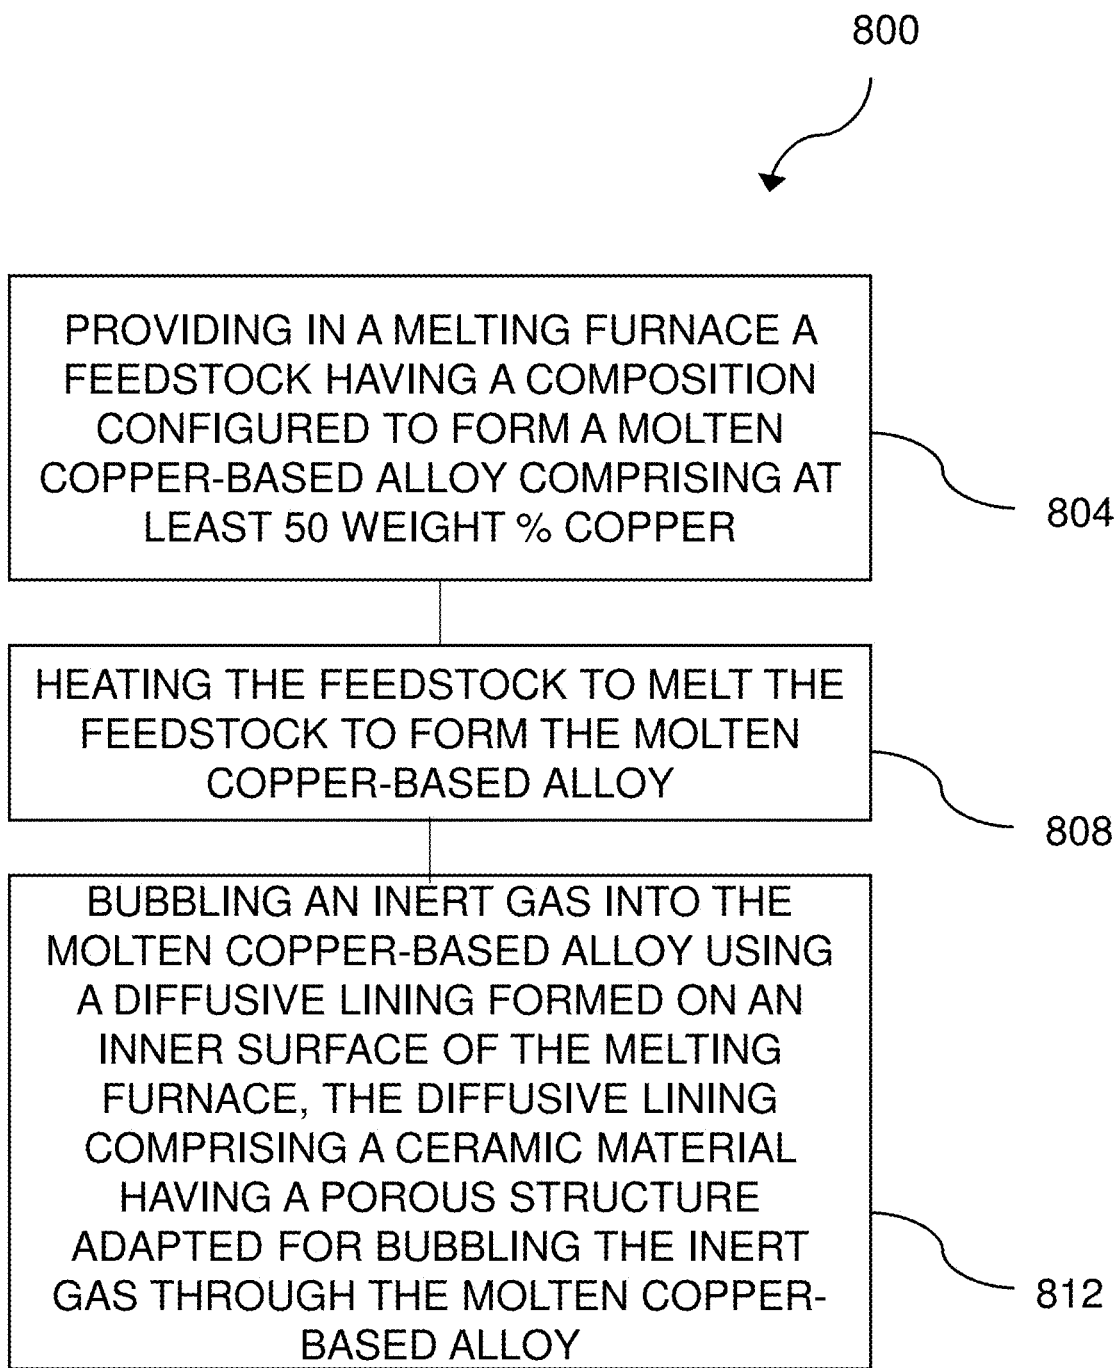 800
PROVIDING IN A MELTING FURNACE A
FEEDSTOCK HAVING A COMPOSITION
CONFIGURED TO FORM A MOLTEN
COPPER-BASED ALLOY COMPRISING AT
LEAST 50 WEIGHT % COPPER
804
HEATING THE FEEDSTOCK TO MELT THE
FEEDSTOCK TO FORM THE MOLTEN
COPPER-BASED ALLOY
808
BUBBLING AN INERT GAS INTO THE
MOLTEN COPPER-BASED ALLOY USING
A DIFFUSIVE LINING FORMED ON AN
INNER SURFACE OF THE MELTING
FURNACE, THE DIFFUSIVE LINING
COMPRISING A CERAMIC MATERIAL
HAVING A POROUS STRUCTURE
ADAPTED FOR BUBBLING THE INERT
GAS THROUGH THE MOLTEN COPPER-
BASED ALLOY
812